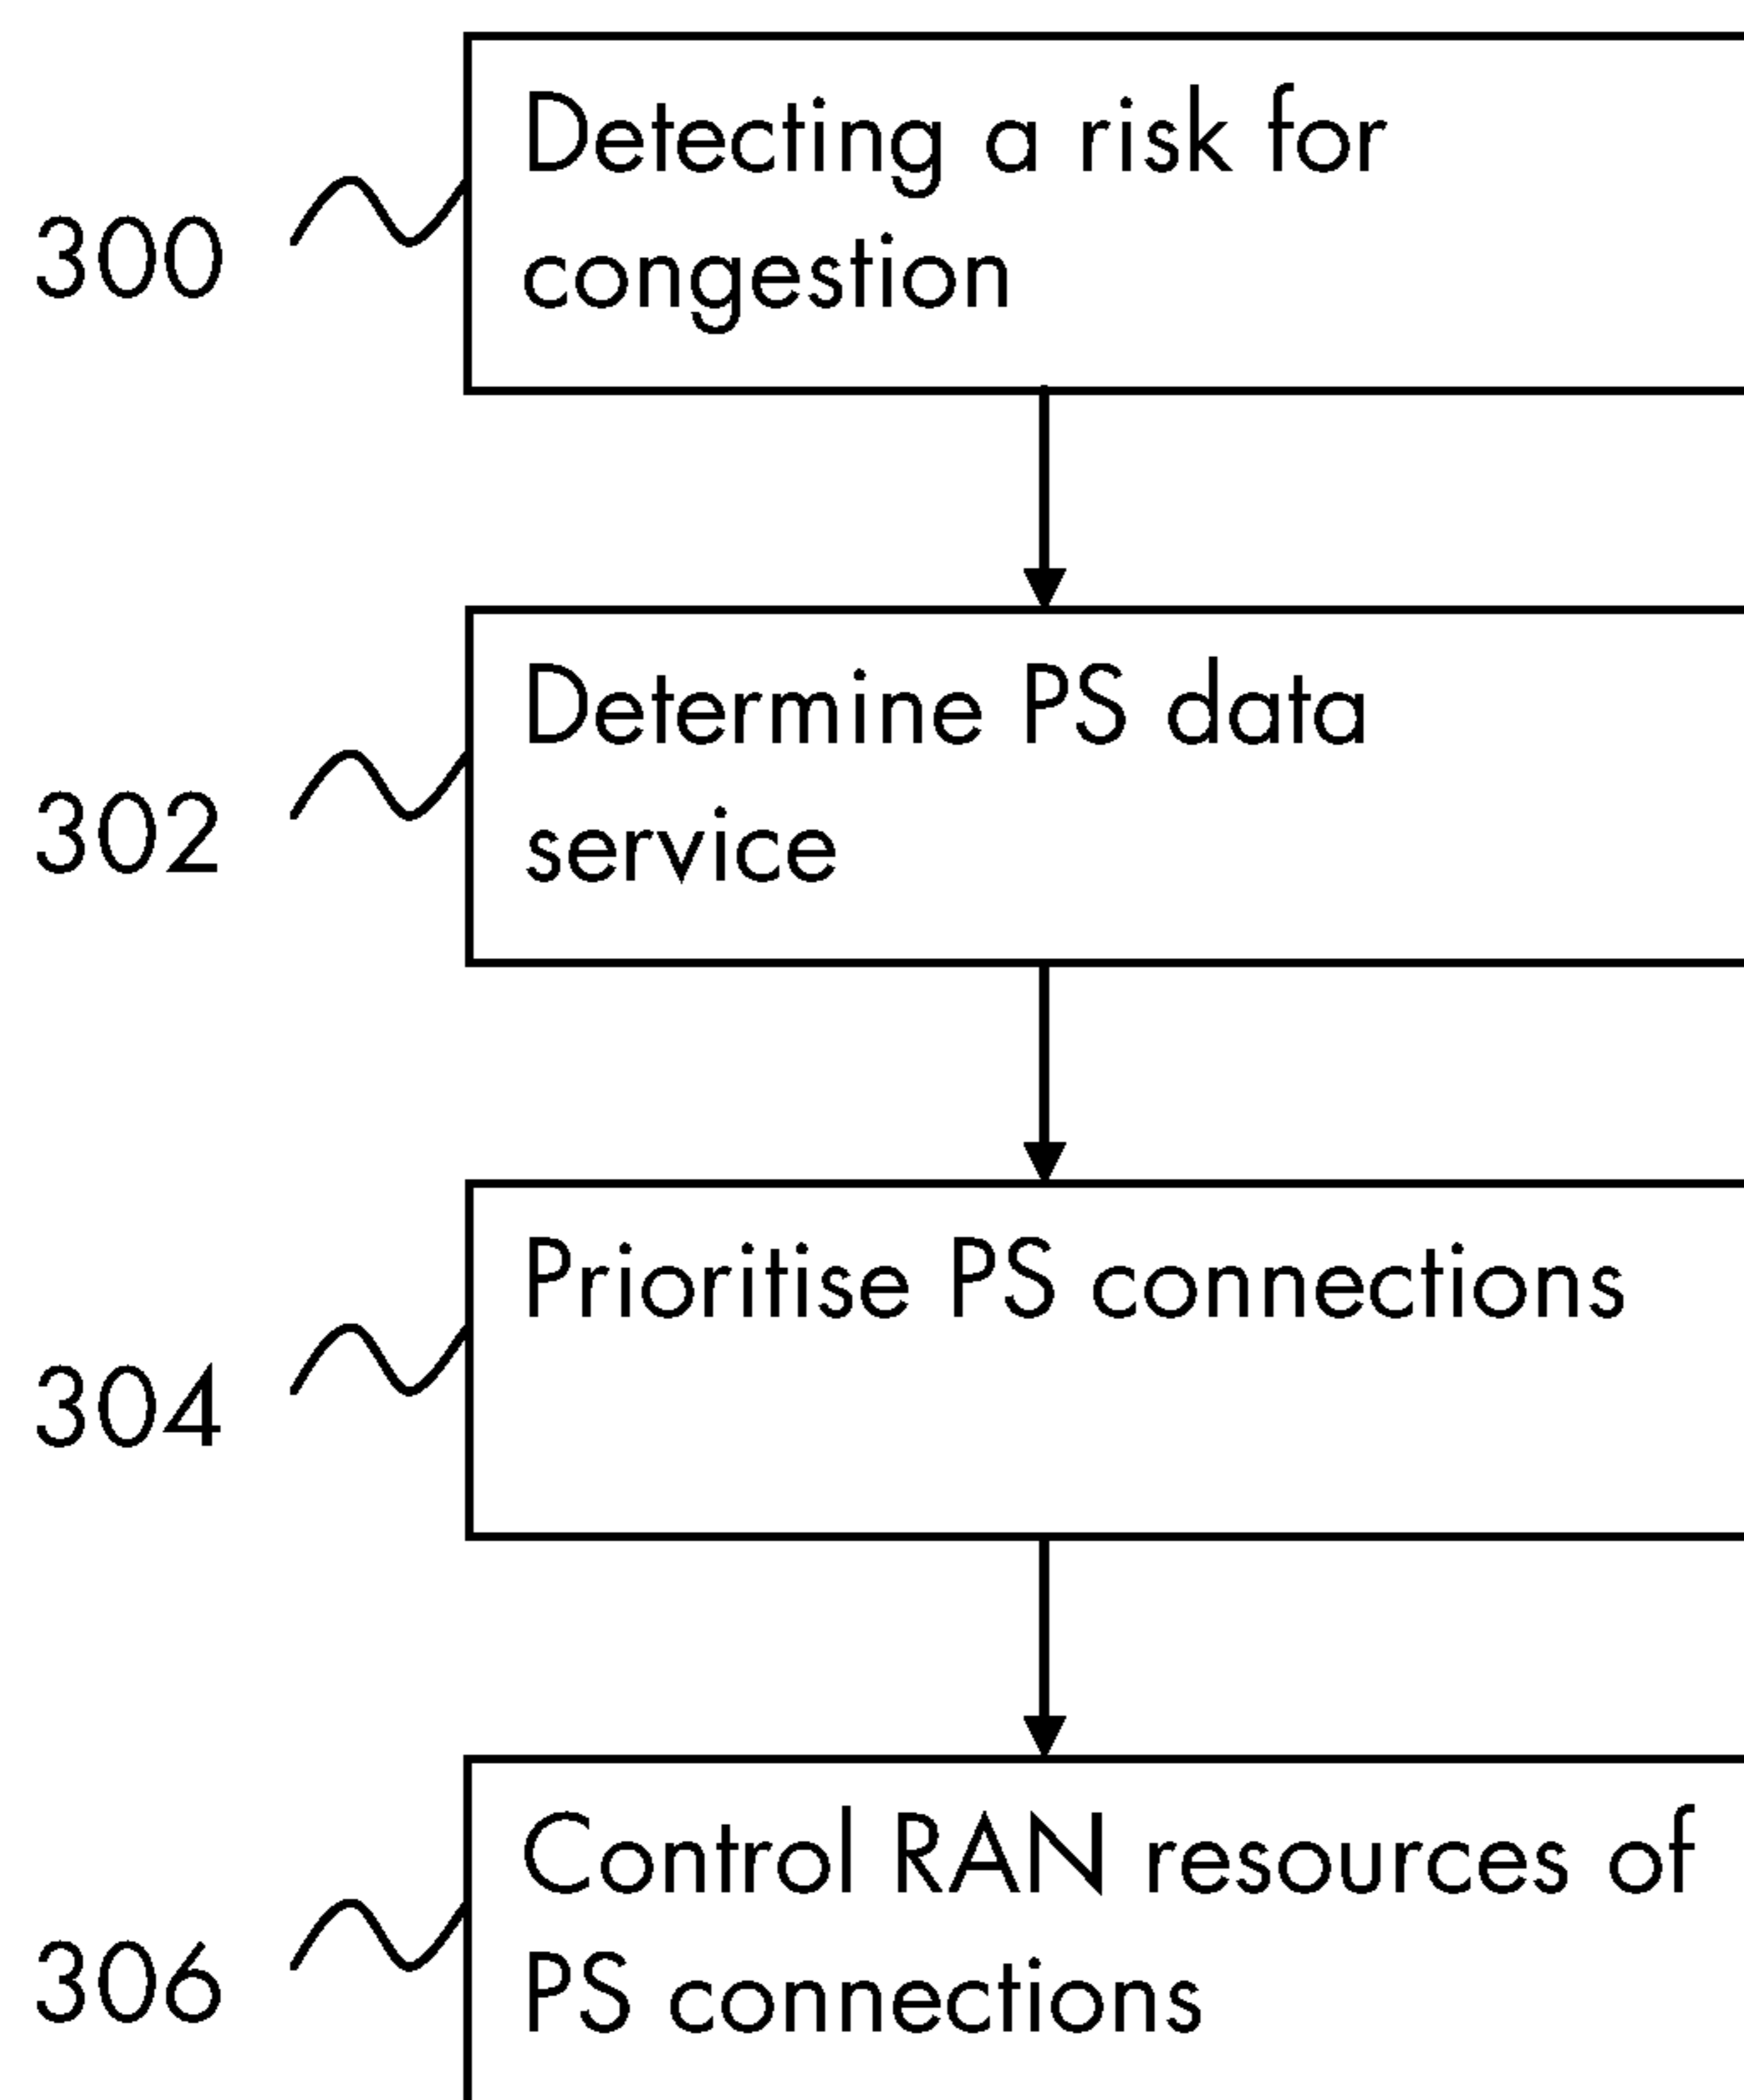 Detecting a risk for
congestion
300
Determine PS data
service
302
Prioritise PS connections
304
Control RAN resources of
PS connections
306